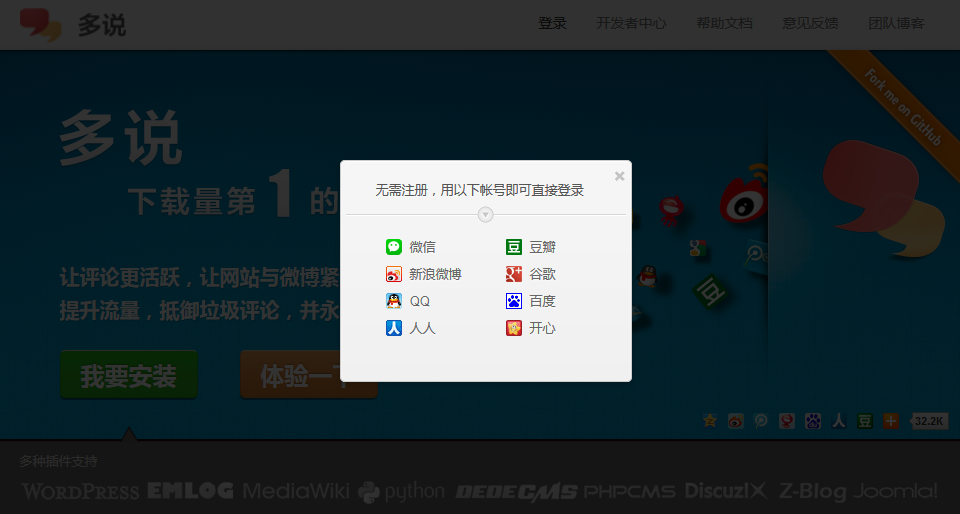 多说
登录 开发者中心 帮助文档 意见反馈 团队博客
Fork me on GitHub
多说
下载量第1的
让评论更活跃，让网站与微博紧
提升流量，抵御垃圾评论，并永
我要安装 体验一下
无需注册，用以下帐号即可直接登录
微信 豆瓣
新浪微博 谷歌
QQ 百度
人人 开心
豆
人 豆 32.2K
多种插件支持
WORDPRESS EMLOG MediaWiki python DEDECMS PHPCMS Discuz!X Z-Blog Joomla!